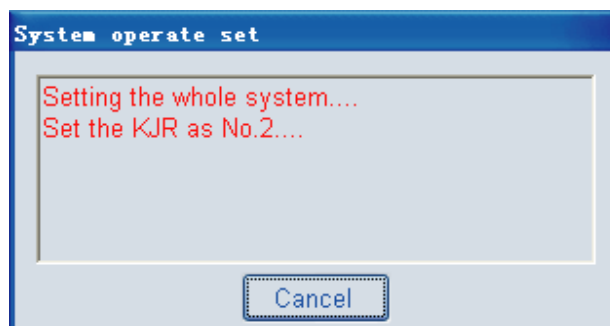 System operate set
Setting the whole system....
Set the KJR as No.2....
Cancel